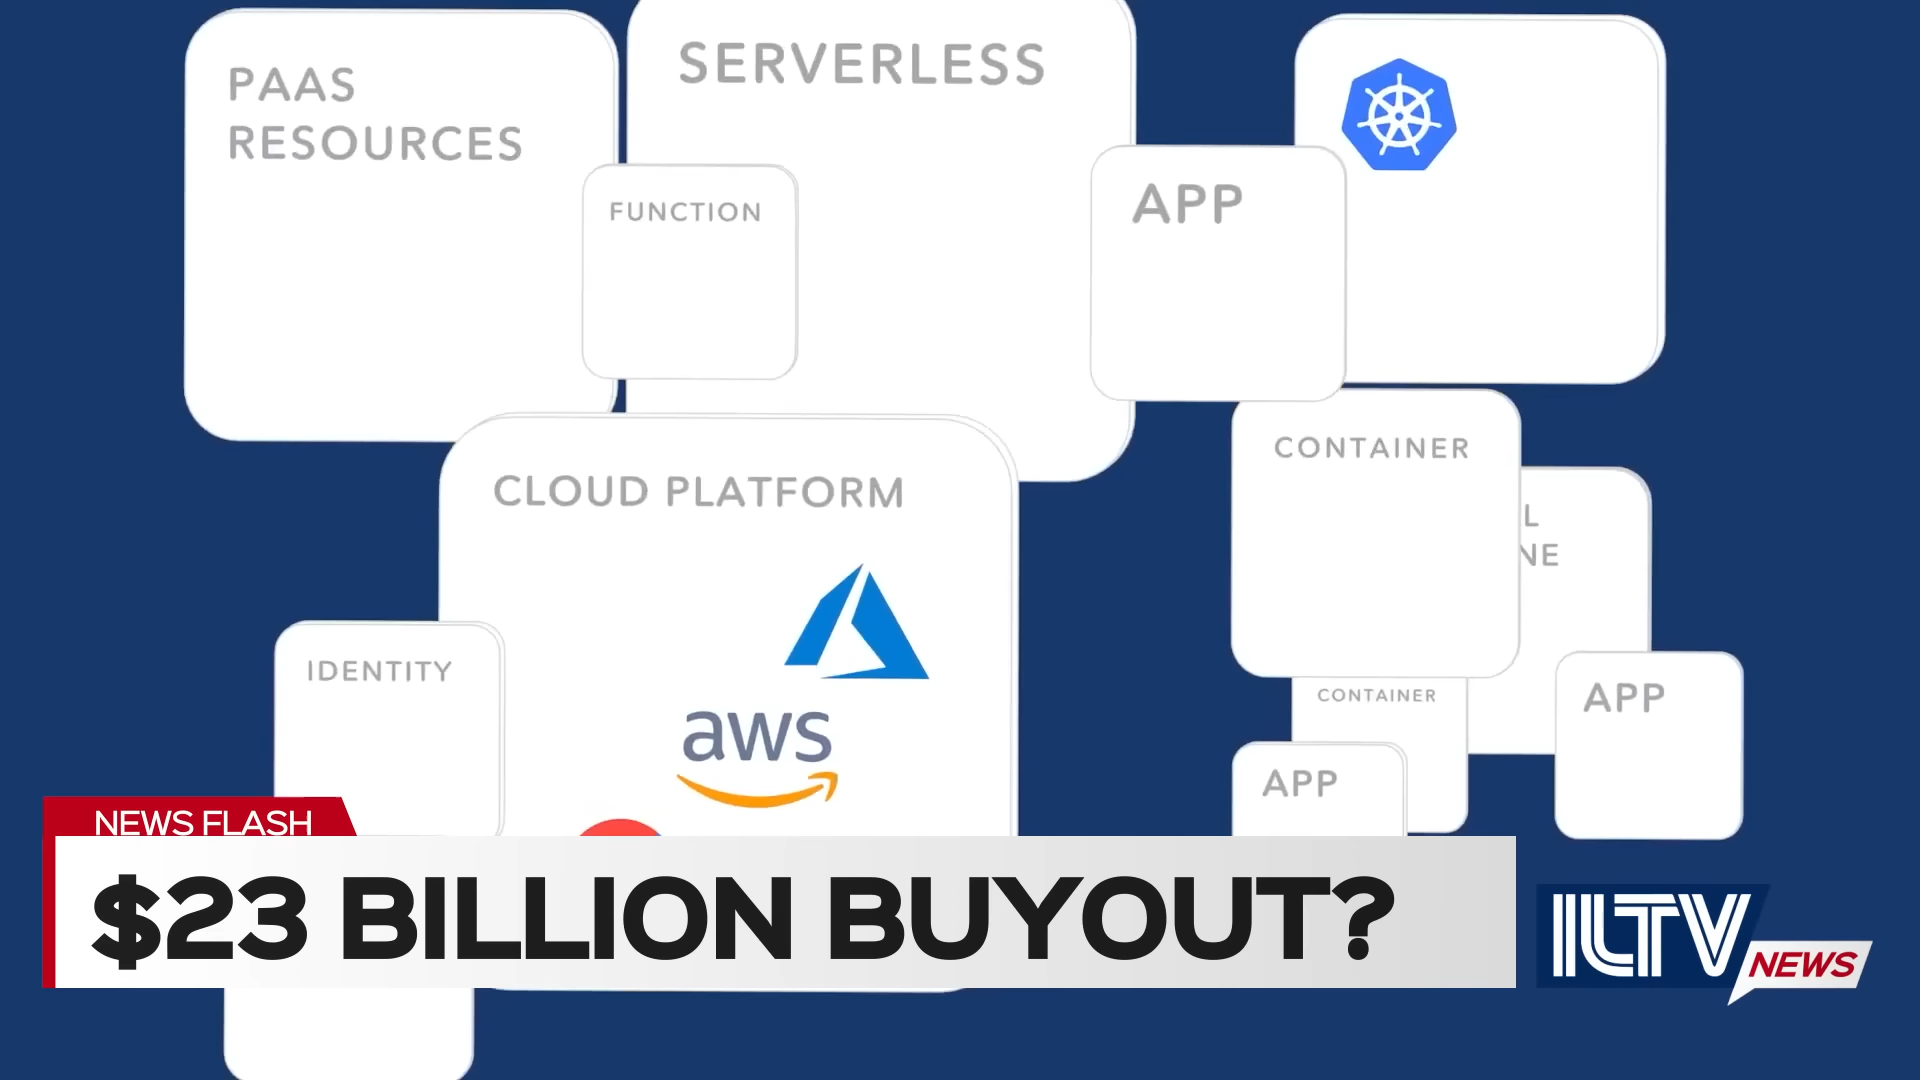 PAAS
RESOURCES
SERVERLESS
FUNCTION
APP
CONTAINER
L
NE
CLOUD PLATFORM
IDENTITY
aws
CONTAINER
APP
APP
NEWS FLASH
$23 BILLION BUYOUT?
ILTV
NEWS